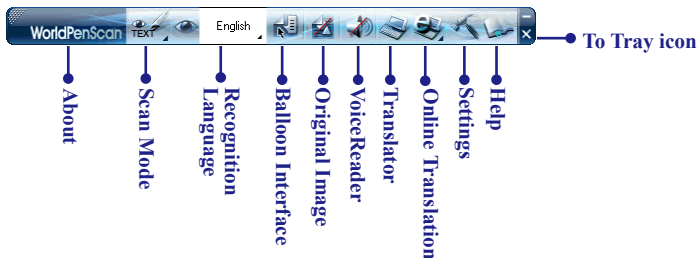 WorldPenScan
TEXT
English
To Tray icon
About
Scan Mode
Recognition
Language
Balloon Interface
Original Image
VoiceReader
Translator
Online Translation
Settings
Help